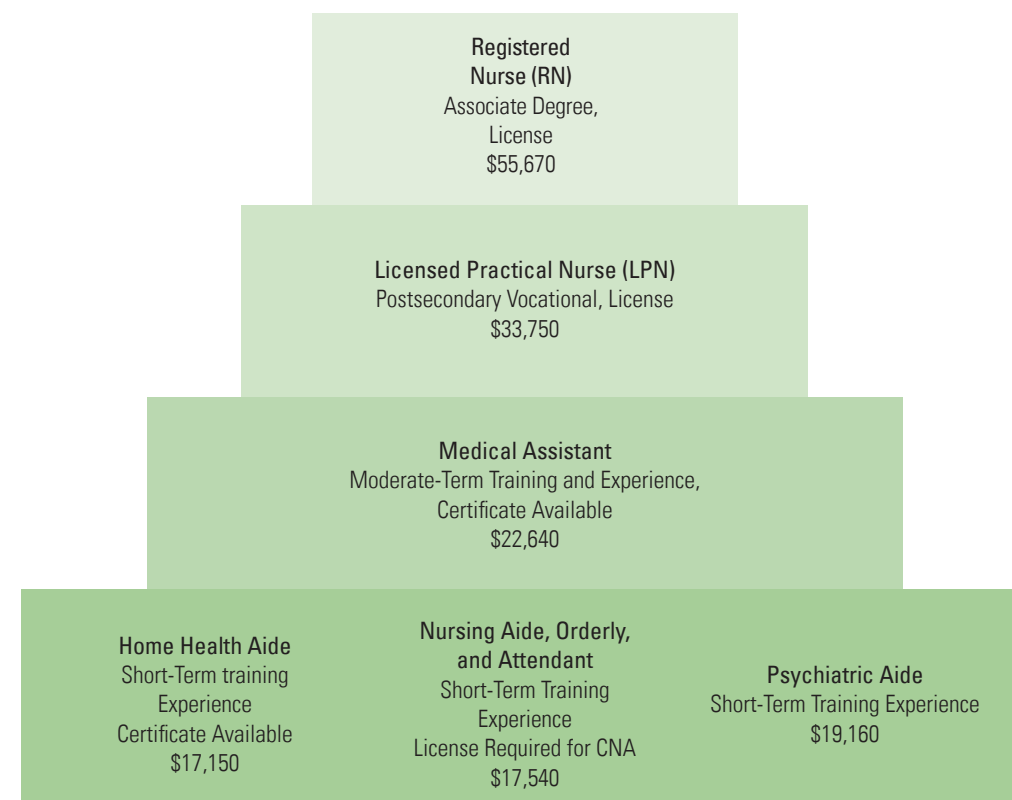 Registered
Nurse (RN)
Associate Degree,
License
$55,670
Licensed Practical Nurse (LPN)
Postsecondary Vocational, License
$33,750
Medical Assistant
Moderate-Term Training and Experience,
Certificate Available
$22,640
Home Health Aide
Short-Term training
Experience
Certificate Available
$17,150
Nursing Aide, Orderly,
and Attendant
Short-Term Training
Experience
License Required for CNA
$17,540
Psychiatric Aide
Short-Term Training Experience
$19,160